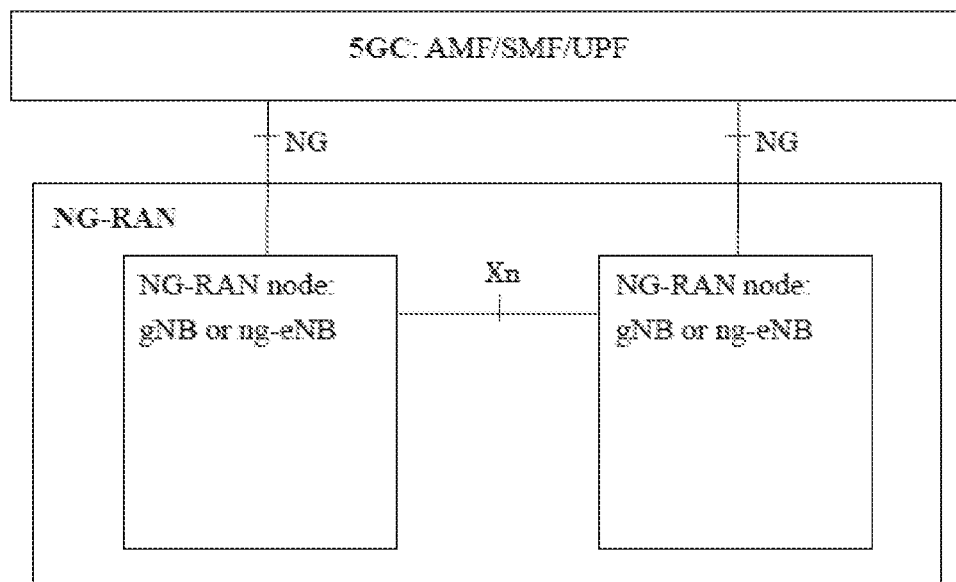 5GC: AMF/SMF/UPF
NG
NG
NG-RAN
Xn
NG-RAN node:
gNB or ng-eNB
NG-RAN node:
gNB or ng-eNB